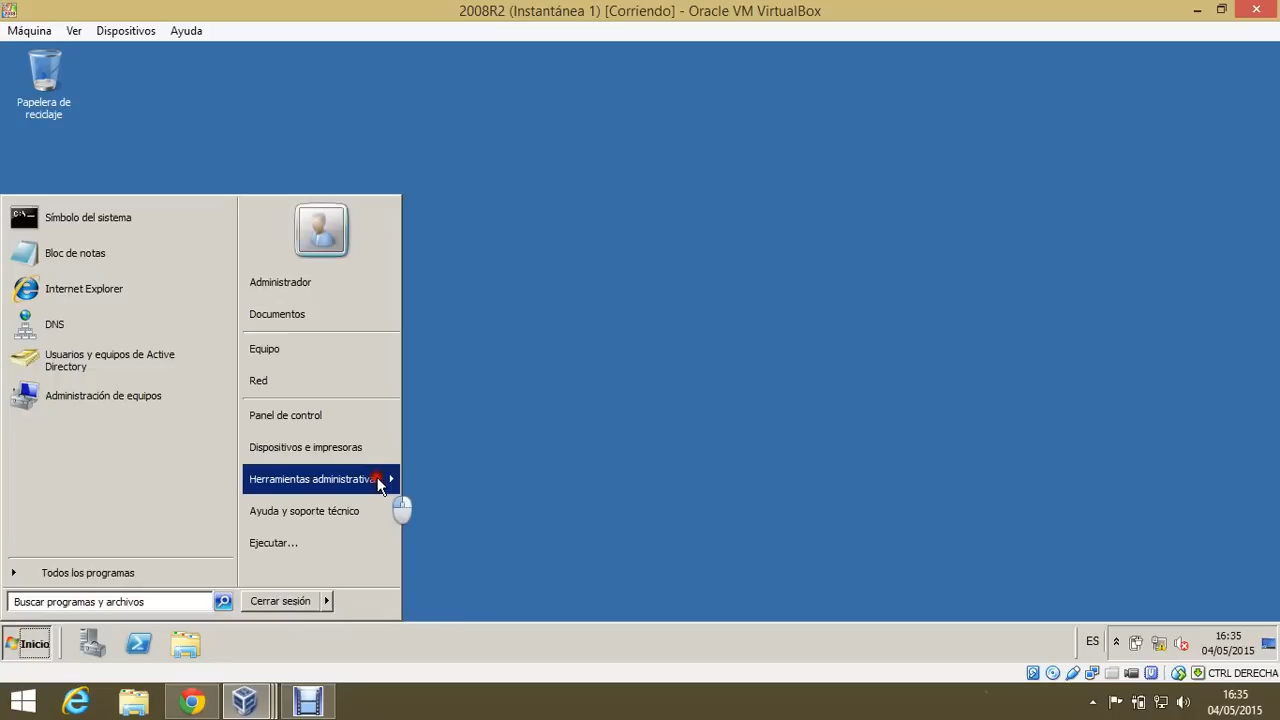 2008R2 (Instantánea 1) [Corriendo] - Oracle VM VirtualBox
Máquina Ver Dispositivos Ayuda
Papelera de
reciclaje
Símbolo del sistema
Bloc de notas
Internet Explorer
DNS
Usuarios y equipos de Active
Directory
Administración de equipos
Todos los programas
Buscar programas y archivos
Administrador
Documentos
Equipo
Red
Panel de control
Dispositivos e impresoras
Herramientas administrativa
Ayuda y soporte técnico
Ejecutar...
Cerrar sesión
Inicio
ES
16:35
04/05/2015
CTRL DERECHA
16:35
04/05/2015